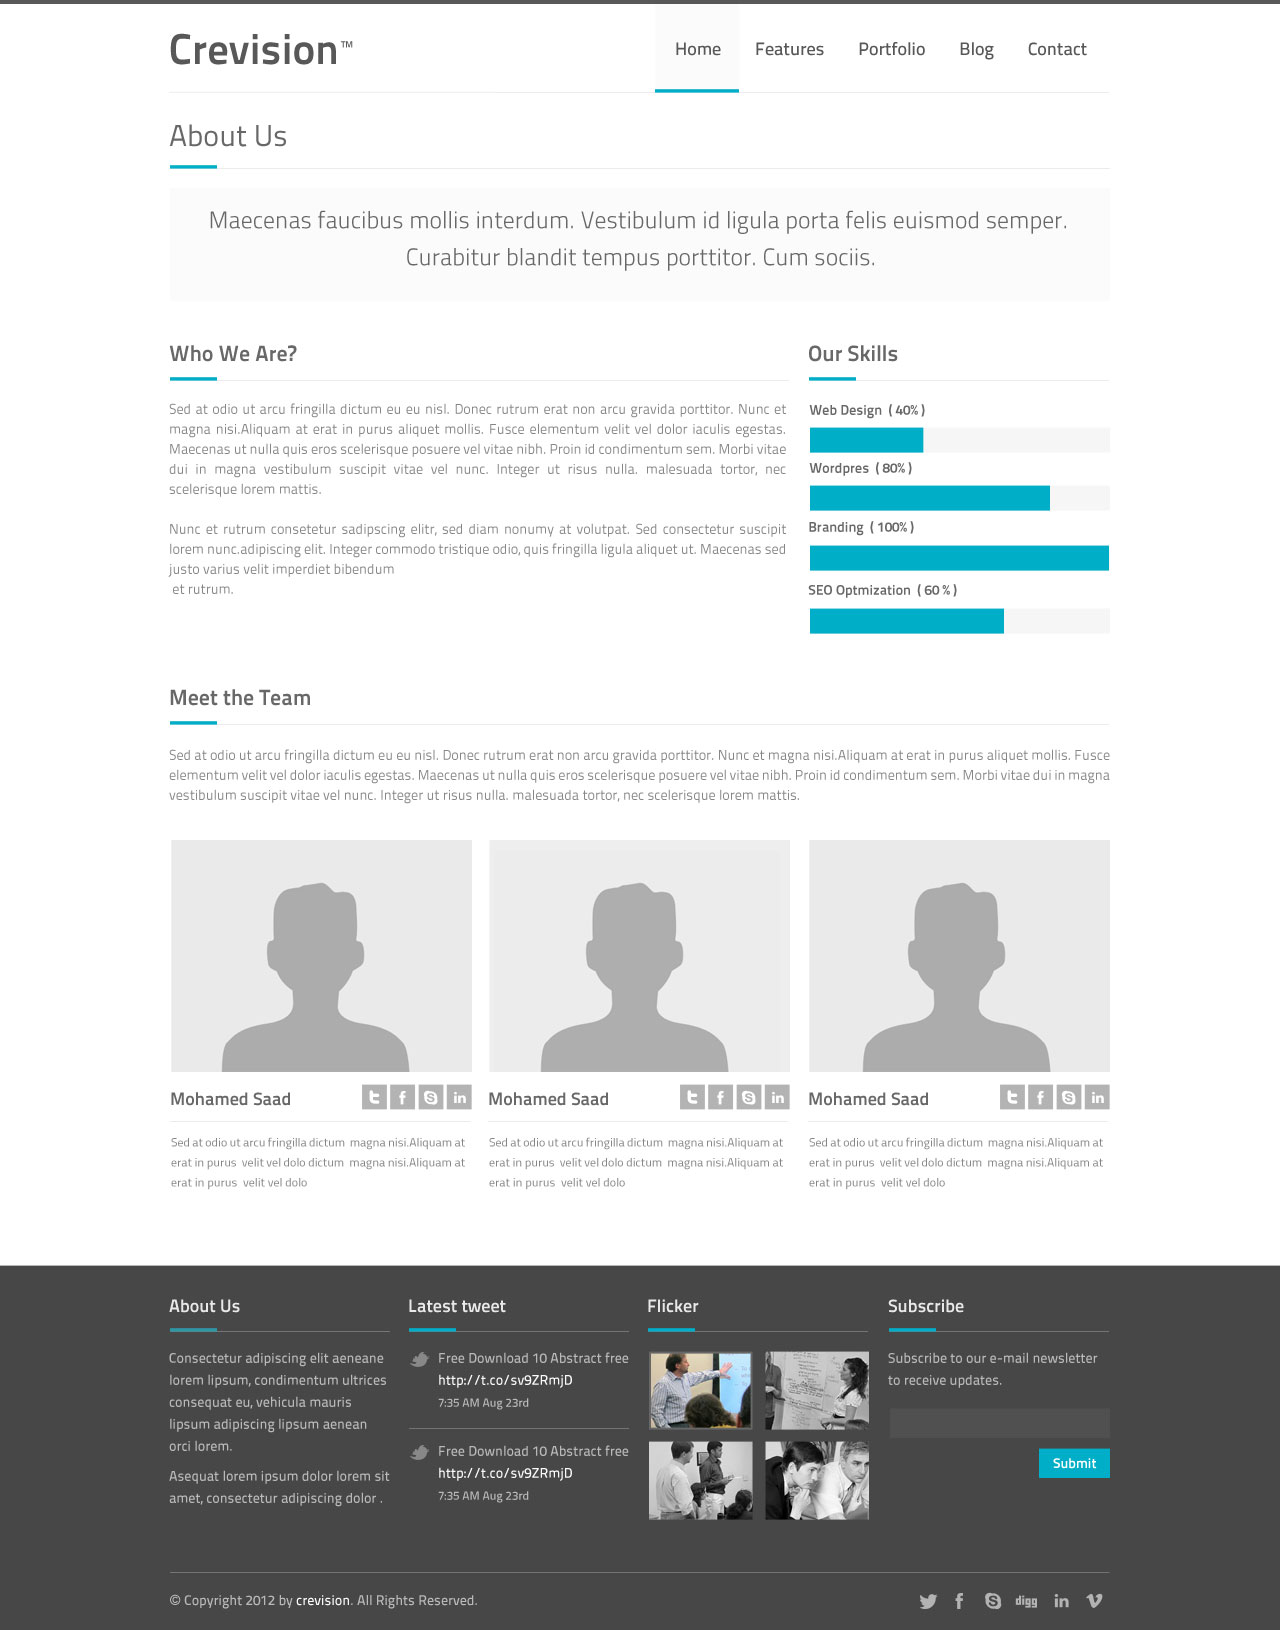 Crevision™
Home Features Portfolio Blog Contact
About Us
Maecenas faucibus mollis interdum. Vestibulum id ligula porta felis euismod semper.
Curabitur blandit tempus porttitor. Cum sociis.
Who We Are?
Sed at odio ut arcu fringilla dictum eu eu nisl. Donec rutrum erat non arcu gravida porttitor. Nunc et
magna nisi.Aliquam at erat in purus aliquet mollis. Fusce elementum velit vel dolor iaculis egestas.
Maecenas ut nulla quis eros scelerisque posuere vel vitae nibh. Proin id condimentum sem. Morbi vitae
dui in magna vestibulum suscipit vitae vel nunc. Integer ut risus nulla. malesuada tortor, nec
scelerisque lorem mattis.
Nunc et rutrum consetetur sadipscing elitr, sed diam nonumy at volutpat. Sed consectetur suscipit
lorem nunc.adipiscing elit. Integer commodo tristique odio, quis fringilla ligula aliquet ut. Maecenas sed
justo varius velit imperdiet bibendum
et rutrum.
Our Skills
Web Design ( 40% )
Wordpres ( 80% )
Branding ( 100% )
SEO Optmization ( 60 % )
Meet the Team
Sed at odio ut arcu fringilla dictum eu eu nisl. Donec rutrum erat non arcu gravida porttitor. Nunc et magna nisi.Aliquam at erat in purus aliquet mollis. Fusce
elementum velit vel dolor iaculis egestas. Maecenas ut nulla quis eros scelerisque posuere vel vitae nibh. Proin id condimentum sem. Morbi vitae dui in magna
vestibulum suscipit vitae vel nunc. Integer ut risus nulla. malesuada tortor, nec scelerisque lorem mattis.
Mohamed Saad
Sed at odio ut arcu fringilla dictum magna nisi.Aliquam at
erat in purus velit vel dolo dictum magna nisi.Aliquam at
erat in purus velit vel dolo
Mohamed Saad
Sed at odio ut arcu fringilla dictum magna nisi.Aliquam at
erat in purus velit vel dolo dictum magna nisi.Aliquam at
erat in purus velit vel dolo
Mohamed Saad
Sed at odio ut arcu fringilla dictum magna nisi.Aliquam at
erat in purus velit vel dolo dictum magna nisi.Aliquam at
erat in purus velit vel dolo
About Us
Consectetur adipiscing elit aeneane
lorem lipsum, condimentum ultrices
consequat eu, vehicula mauris
lipsum adipiscing lipsum aenean
orci lorem.
Asequat lorem ipsum dolor lorem sit
amet, consectetur adipiscing dolor .
Latest tweet
Free Download 10 Abstract free
http://t.co/sv9ZRmjD
7:35 AM Aug 23rd
Free Download 10 Abstract free
http://t.co/sv9ZRmjD
7:35 AM Aug 23rd
Flicker
Subscribe
Subscribe to our e-mail newsletter
to receive updates.
Submit
© Copyright 2012 by crevision. All Rights Reserved.
digg in